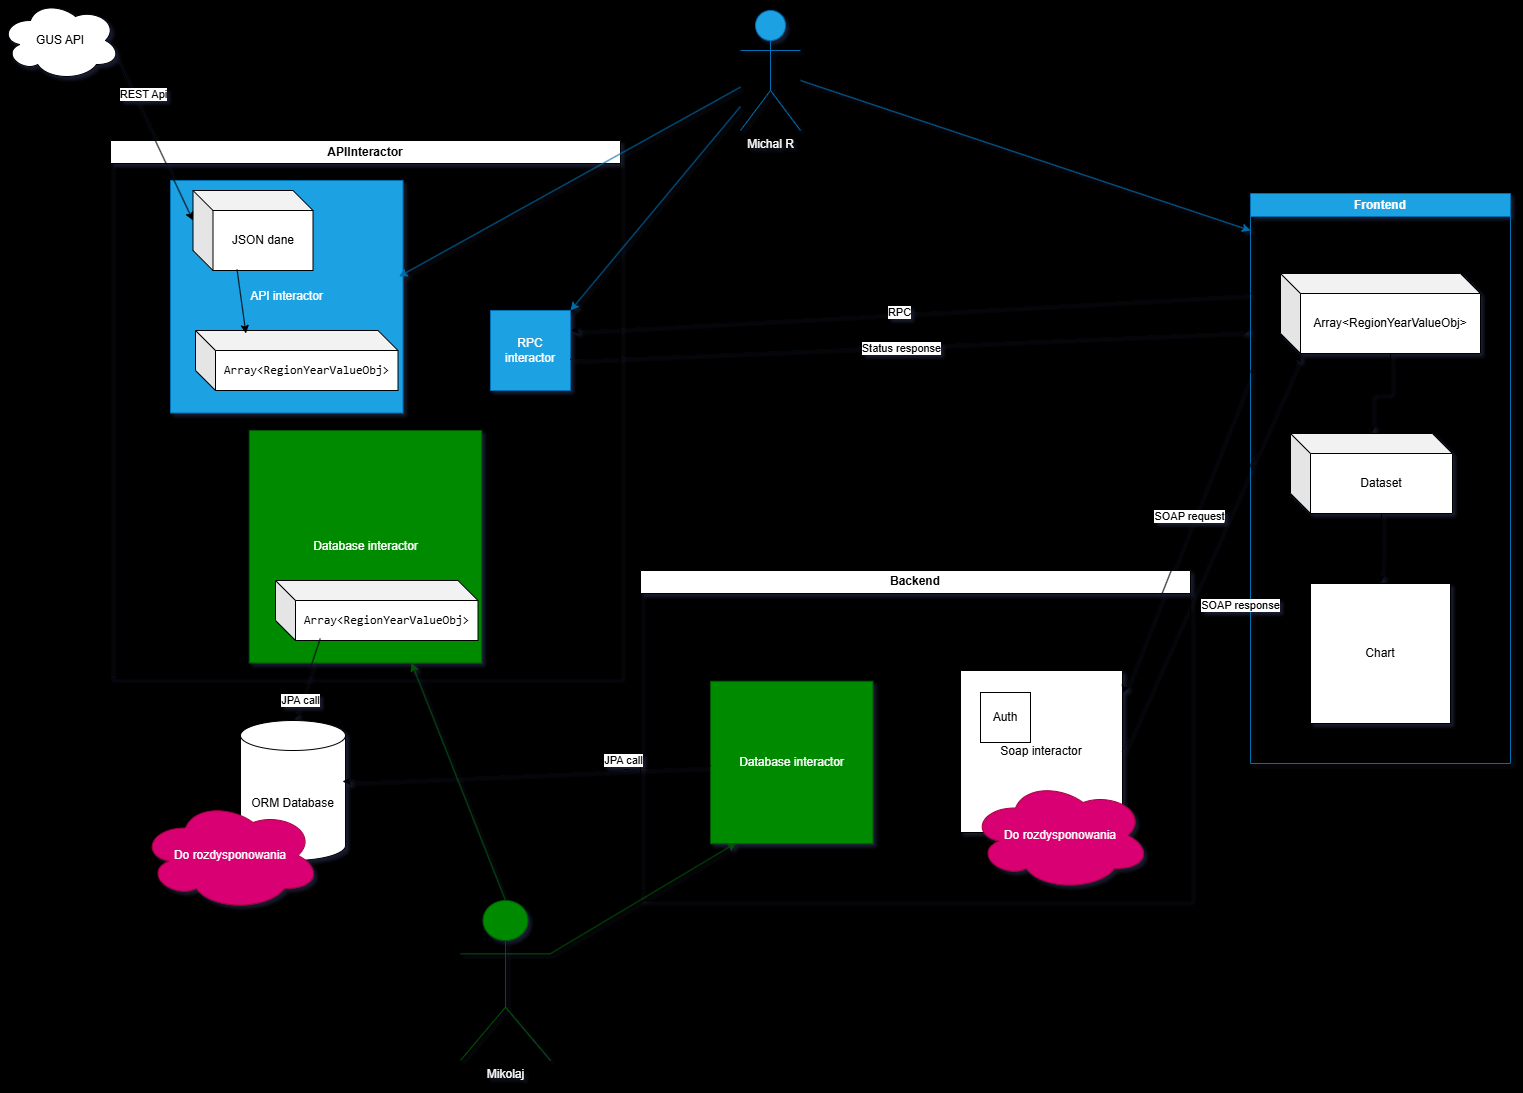 GUS API
REST Api
Michal R
APIInteractor
JSON dane
API interactor
Array<RegionYearValueObj>
RPC
interactor
RPC
Status response
Frontend
Array<RegionYearValueObj>
Dataset
Chart
SOAP request
SOAP response
Database interactor
Array<RegionYearValueObj>
JPA call
ORM Database
Do rozdysponowania
JPA call
Backend
Database interactor
Auth
Soap interactor
Do rozdysponowania
Mikolaj